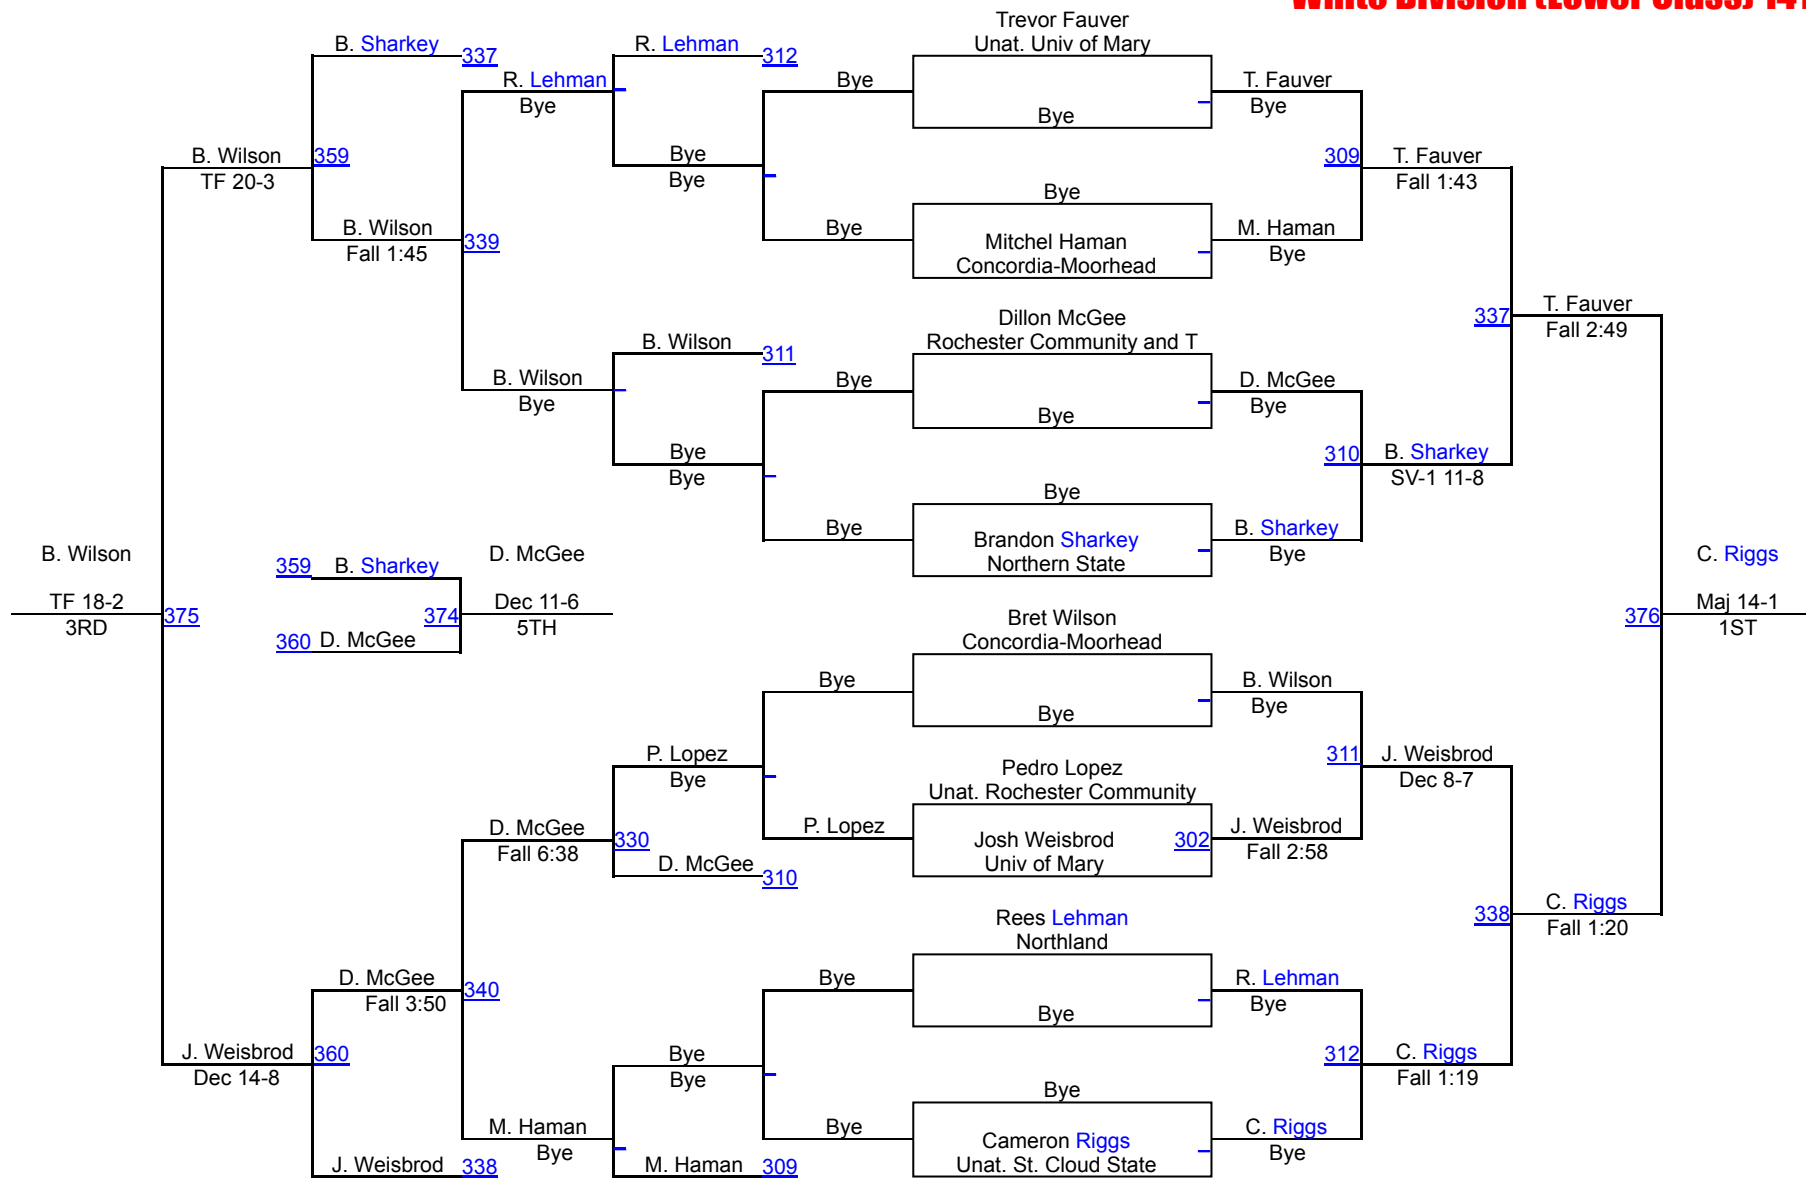 White Division (Lower Class) 141
Trevor Fauver
Unat. Univ of Mary
B. Sharkey 337
R. Lehman 312
R. Lehman
Bye
Bye
Bye
T. Fauver
Bye
B. Wilson 359
TF 20-3
Bye
Bye
309 T. Fauver
Fall 1:43
Bye
B. Wilson 339
Fall 1:45
Bye
Mitchel Haman
Concordia-Moorhead
M. Haman
Bye
Dillon McGee
Rochester Community and T
337 T. Fauver
Fall 2:49
B. Wilson 311
B. Wilson
Bye
Bye
Bye
D. McGee
Bye
Bye
Bye
310 B. Sharkey
SV-1 11-8
Bye
Bye
Brandon Sharkey
Northern State
B. Sharkey
Bye
B. Wilson
TF 18-2
3RD
375
359 B. Sharkey
374
360 D. McGee
D. McGee
Dec 11-6
5TH
C. Riggs
376 Maj 14-1
1ST
Bret Wilson
Concordia-Moorhead
Bye
Bye
B. Wilson
Bye
P. Lopez
Bye
Pedro Lopez
Unat. Rochester Community
311 J. Weisbrod
Dec 8-7
D. McGee 330
Fall 6:38
P. Lopez
Josh Weisbrod 302
Univ of Mary
J. Weisbrod
Fall 2:58
D. McGee 310
Rees Lehman
Northland
338 C. Riggs
Fall 1:20
D. McGee 340
Fall 3:50
Bye
Bye
R. Lehman
Bye
J. Weisbrod 360
Dec 14-8
Bye
Bye
312 C. Riggs
Fall 1:19
Bye
M. Haman
Bye
Bye
Cameron Riggs
Unat. St. Cloud State
C. Riggs
Bye
J. Weisbrod 338
M. Haman 309